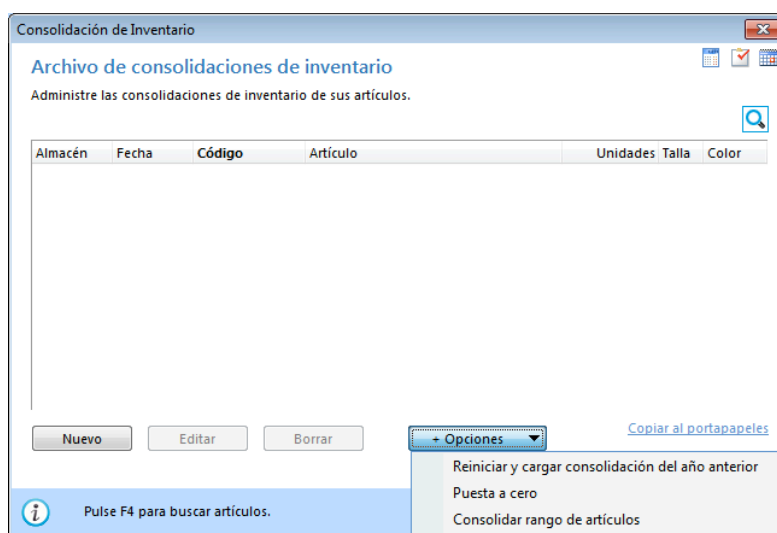 Consolidación de Inventario
Archivo de consolidaciones de inventario
Administre las consolidaciones de inventario de sus artículos.
Almacén Fecha Código Artículo Unidades Talla Color
Nuevo Editar Borrar + Opciones Copiar al portapapeles
Reiniciar y cargar consolidación del año anterior
Puesta a cero
Pulse F4 para buscar artículos.
Consolidar rango de artículos